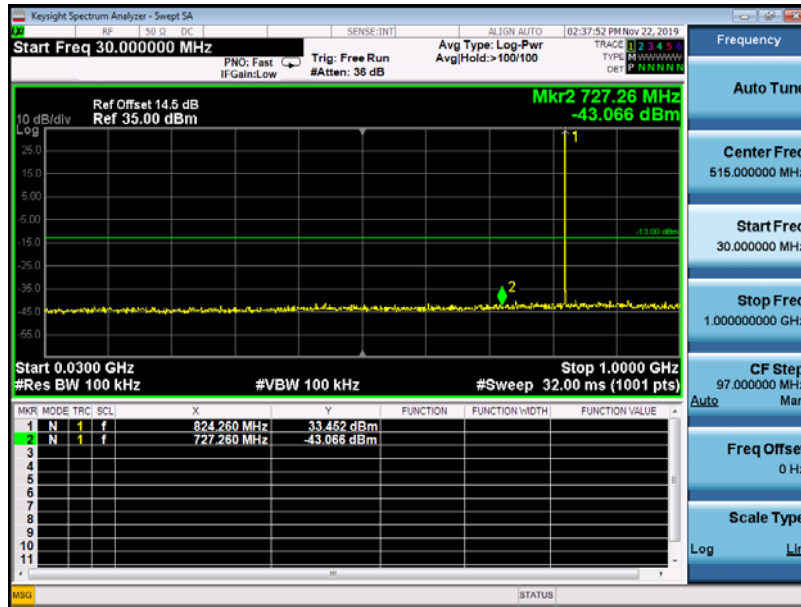 Keysight Spectrum Analyzer - Swept SA
RF 50 Ω DC SENSE:INT ALIGN AUTO 02:37:52 PM Nov 22, 2019
Start Freq 30.000000 MHz
PNO: Fast
IFGain:Low
Trig: Free Run
#Atten: 36 dB
Avg Type: Log-Pwr
Avg|Hold:>100/100
TRACE 1 2 3 4 5 6
TYPE M W W W W W
DET P N N N N N
Ref Offset 14.5 dB
Ref 35.00 dBm
10 dB/div
Log
Mkr2 727.26 MHz
-43.066 dBm
25.0
15.0
5.00
-5.00
-15.0
-25.0
-35.0
-45.0
-55.0
1
2
-13.00 dBm
Start 0.0300 GHz Stop 1.0000 GHz
#Res BW 100 kHz #VBW 100 kHz #Sweep 32.00 ms (1001 pts)
MKR MODE TRC SCL X Y FUNCTION FUNCTION WIDTH FUNCTION VALUE
1 N 1 f 824.260 MHz 33.452 dBm
2 N 1 f 727.260 MHz -43.066 dBm
3
4
5
6
7
8
9
10
11
MSG STATUS
Frequency
Auto Tune
Center Freq
515.000000 MHz
Start Freq
30.000000 MHz
Stop Freq
1.000000000 GHz
CF Step
97.000000 MHz
Auto Man
Freq Offset
0 Hz
Scale Type
Log Lin